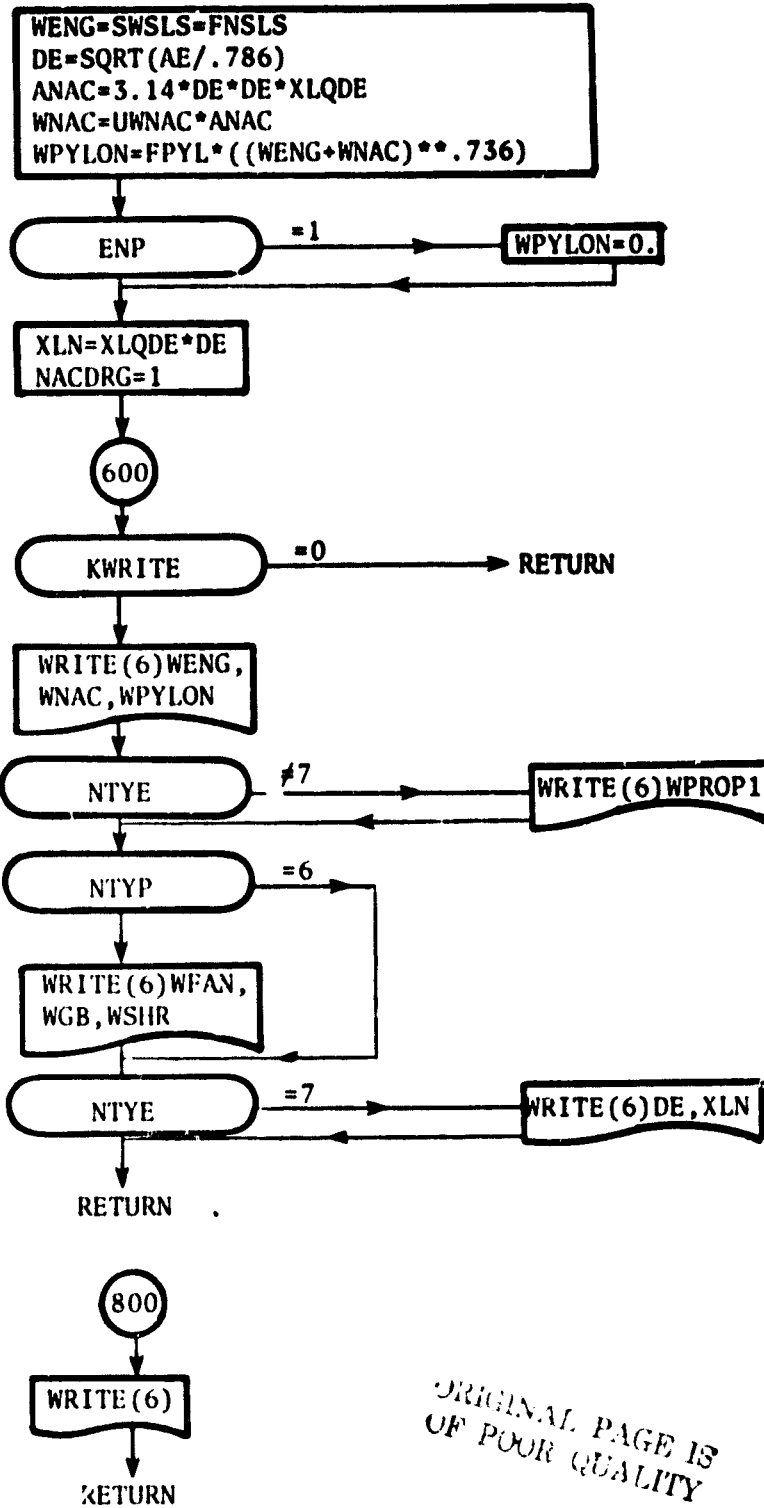 WENG=SWSLS=FNSLS
DE=SQRT(AE/.786)
ANAC=3.14*DE*DE*XLQDE
WNAC=UWNAC*ANAC
WPYLON=FPYL*((WENG+WNAC)**.736)
ENP
=1
WPYLON=0.
XLN=XLQDE*DE
NACDRG=1
600
KWRITE
=0
RETURN
WRITE(6)WENG,
WNAC,WPYLON
NTYE
≠7
WRITE(6)WPROP1
NTYP
=6
WRITE(6)WFAN,
WGB,WSHR
NTYE
=7
WRITE(6)DE,XLN
RETURN .
800
WRITE(6)
RETURN
ORIGINAL PAGE IS
OF POOR QUALITY